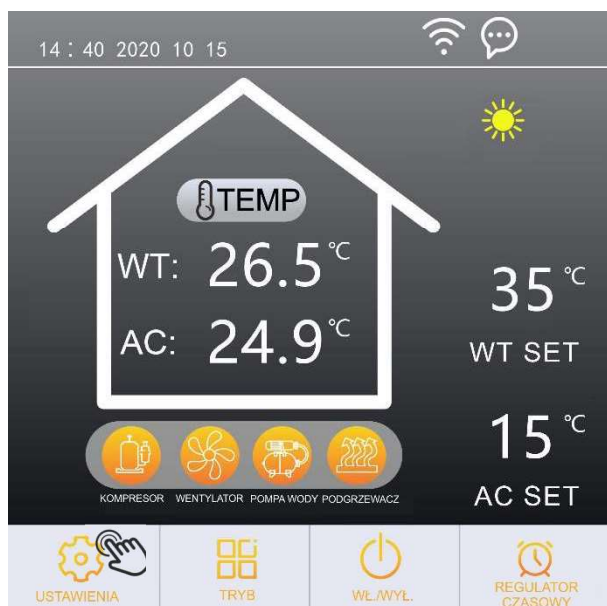 14：40 2020 10 15
TEMP
WT: 26.5 ℃
AC: 24.9 ℃
35 ℃
WT SET
15 ℃
AC SET
KOMPRESOR WENTYLATOR POMPA WODY PODGRZEWACZ
USTAWIENIA
TRYB
WŁ./WYŁ.
REGULATOR
CZASOWY